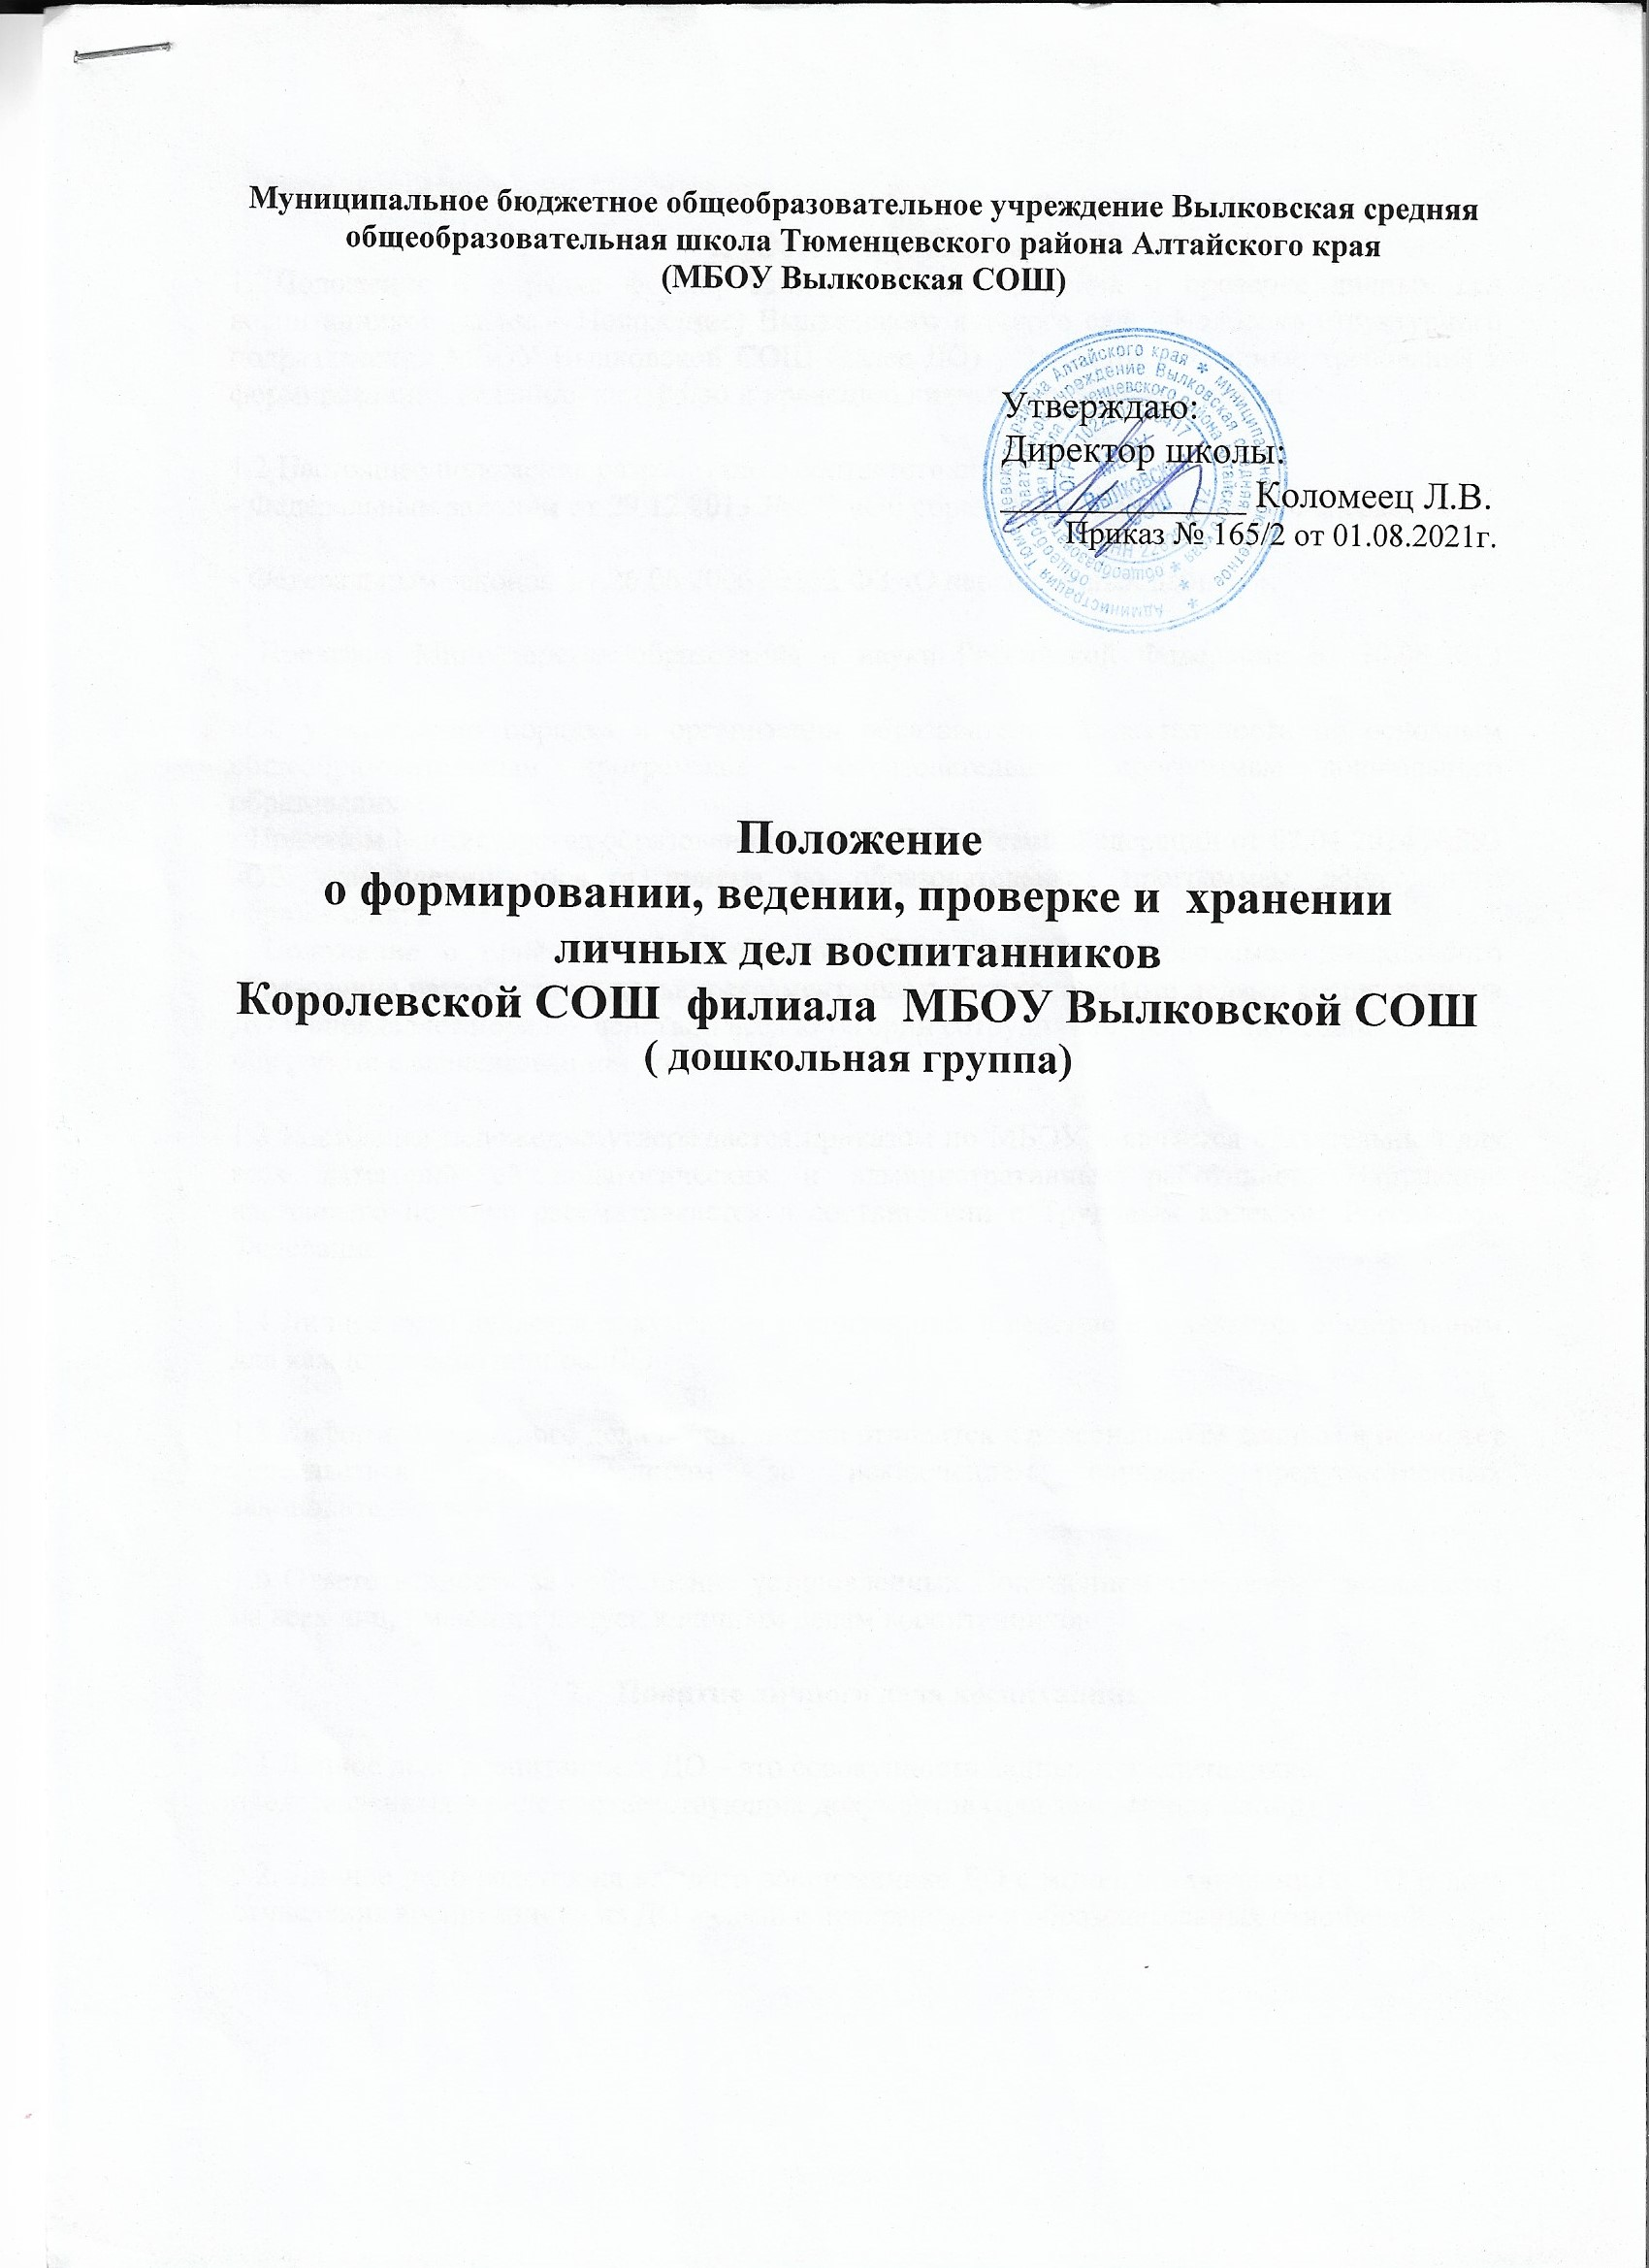 Муниципальное бюджетное общеобразовательное учреждение Вылковская средняя
общеобразовательная школа Тюменцевского района Алтайского края
(МБОУ Вылковская СОШ)
Утверждаю:
Директор школы:
_____________ Коломеец Л.В.
Приказ № 165/2 от 01.08.2021г.
Положение
о формировании, ведении, проверке и хранении
личных дел воспитанников
Королевской СОШ филиала МБОУ Вылковской СОШ
( дошкольная группа)